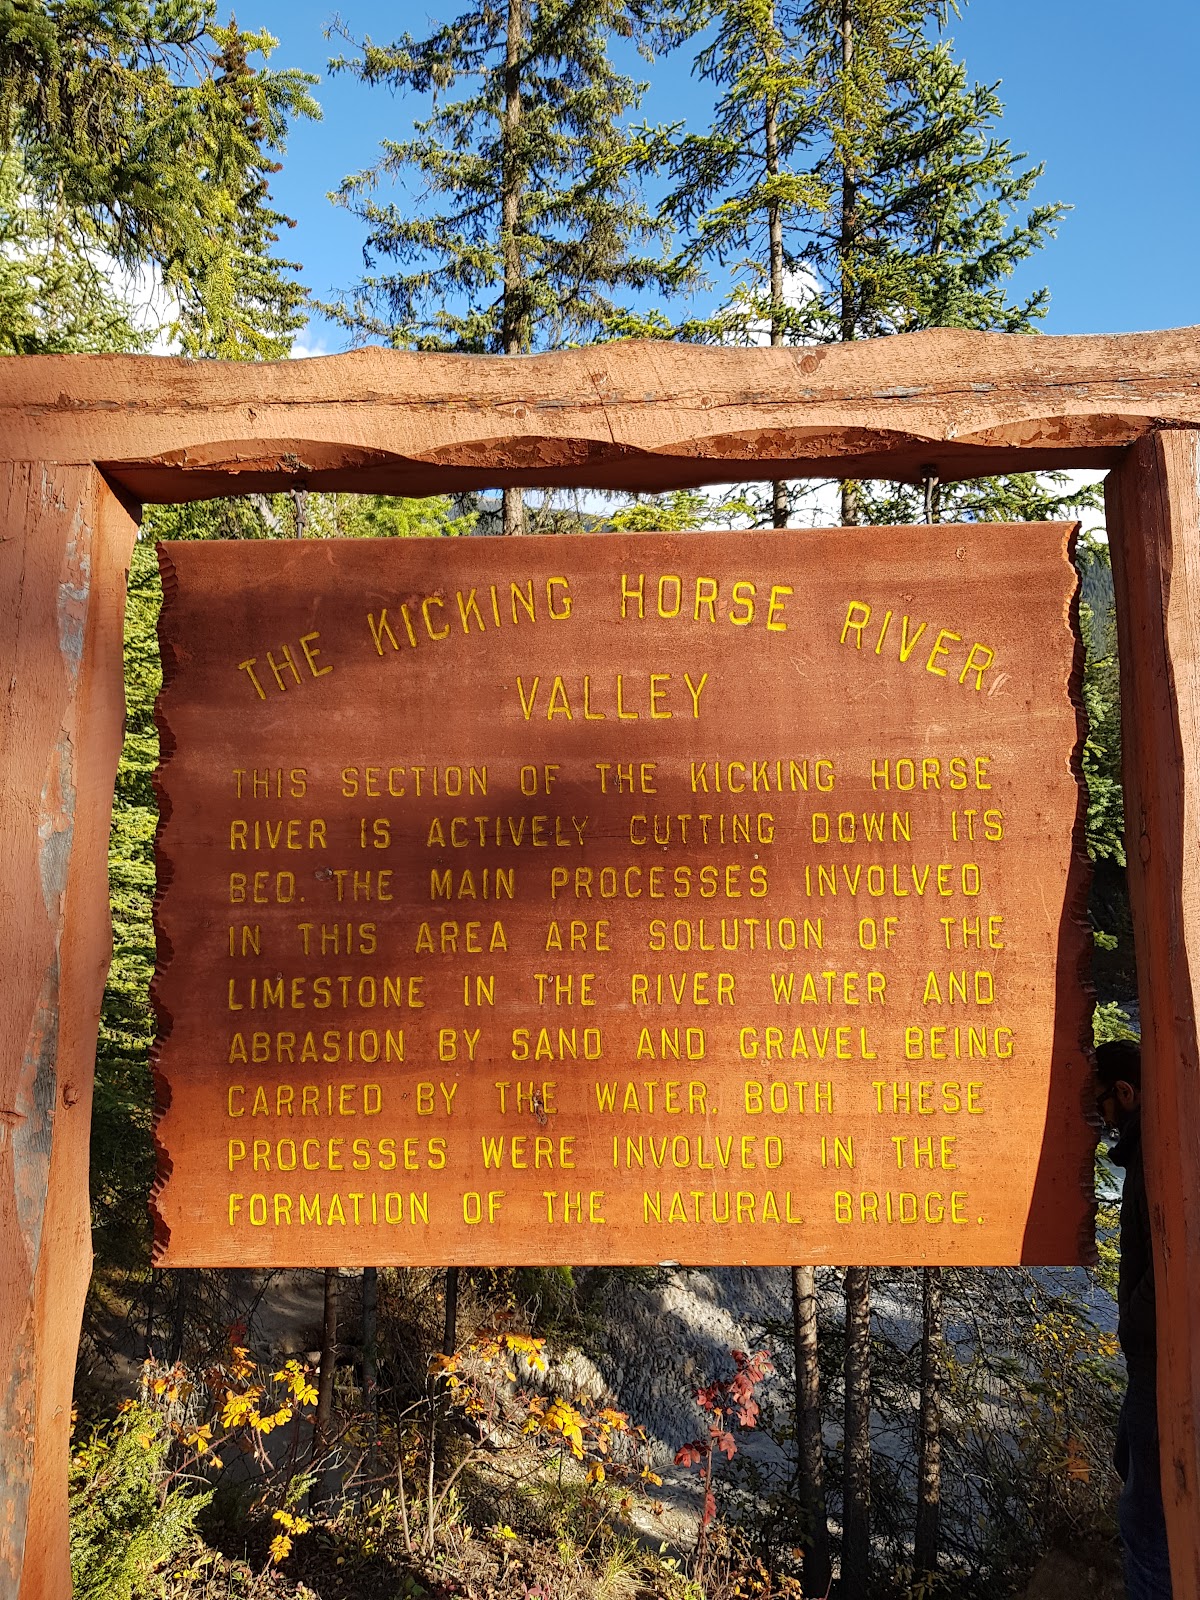 THE KICKING HORSE RIVER
VALLEY
THIS SECTION OF THE KICKING HORSE
RIVER IS ACTIVELY CUTTING DOWN ITS
BED. THE MAIN PROCESSES INVOLVED
IN THIS AREA ARE SOLUTION OF THE
LIMESTONE IN THE RIVER WATER AND
ABRASION BY SAND AND GRAVEL BEING
CARRIED BY THE WATER. BOTH THESE
PROCESSES WERE INVOLVED IN THE
FORMATION OF THE NATURAL BRIDGE.